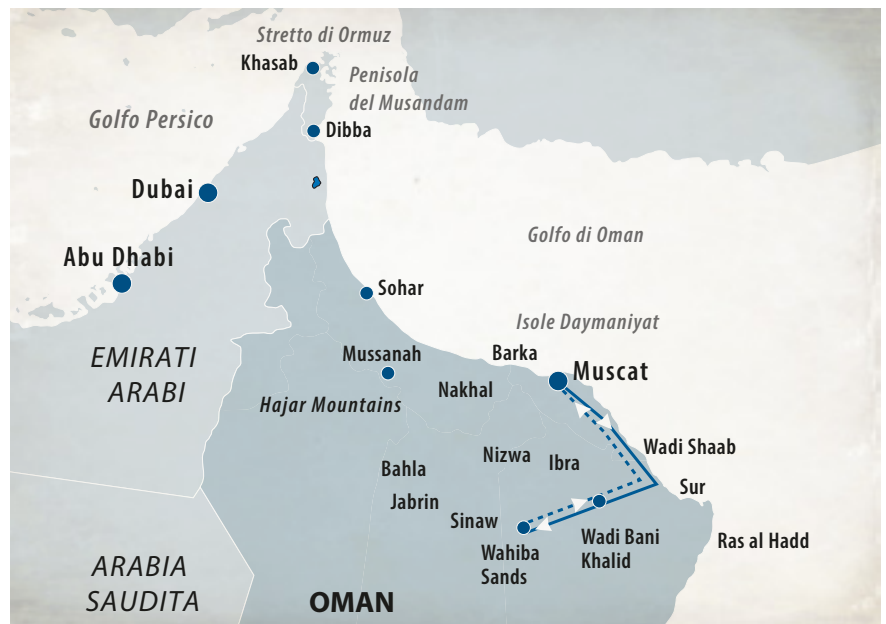 Stretto di Ormuz
Khasab
Penisola
del Musandam
Golfo Persico
Dibba
Dubai
Golfo di Oman
Abu Dhabi
Sohar
Isole Daymaniyat
EMIRATI
ARABI
Mussanah
Barka
Muscat
Nakhal
Hajar Mountains
Wadi Shaab
Nizwa
Ibra
Bahla
Jabrin
Sur
Sinaw
Wadi Bani
Khalid
Ras al Hadd
Wahiba
Sands
ARABIA
SAUDITA
OMAN